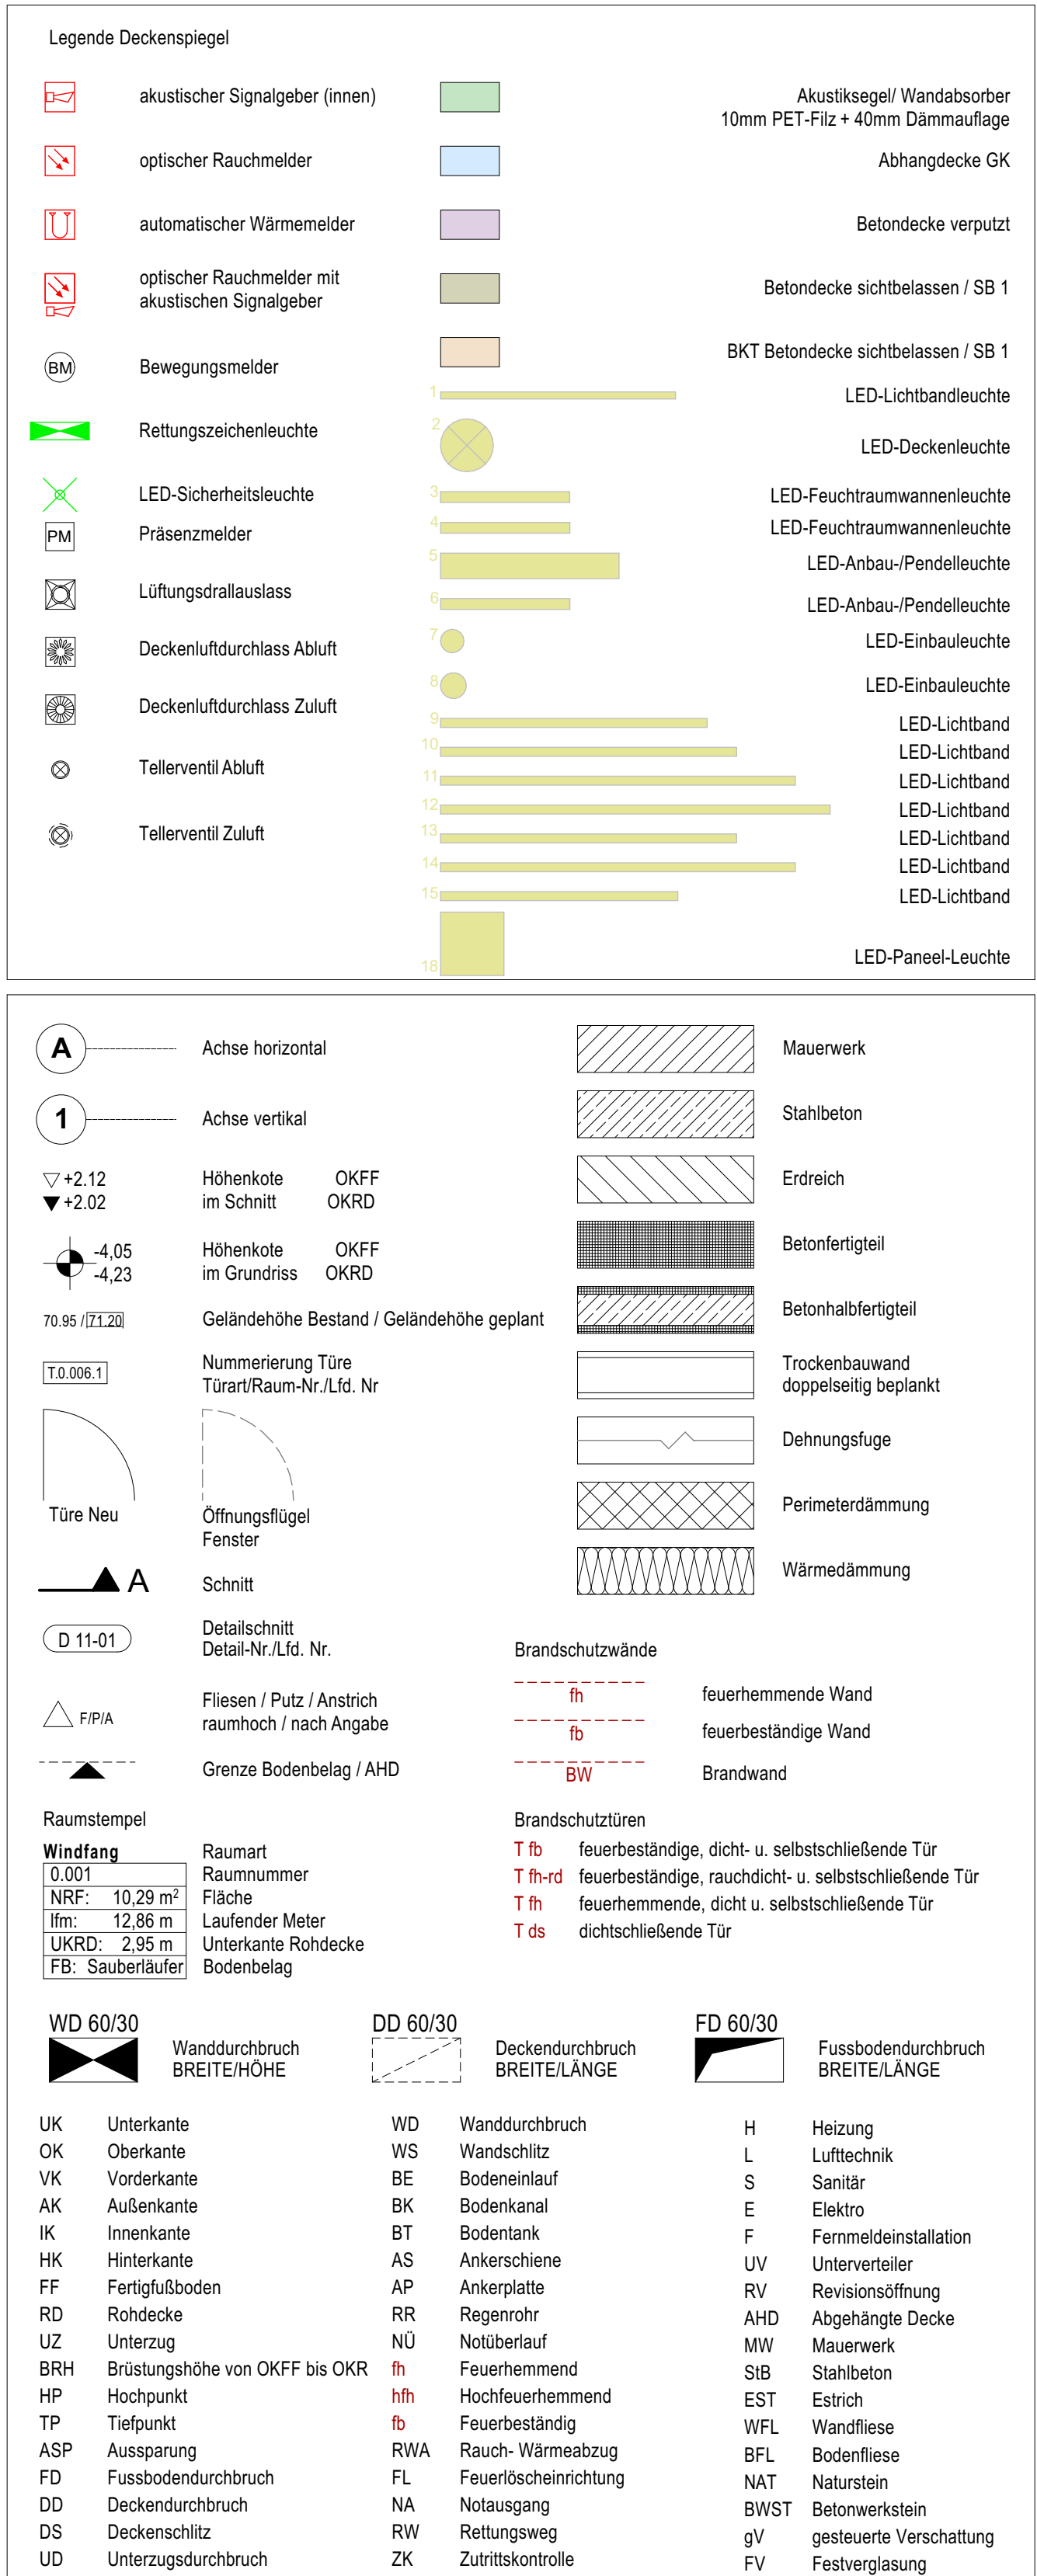 Legende Deckenspiegel
akustischer Signalgeber (innen)
optischer Rauchmelder
automatischer Wärmemelder
optischer Rauchmelder mit
akustischen Signalgeber
BM Bewegungsmelder
Rettungszeichenleuchte
LED-Sicherheitsleuchte
PM Präsenzmelder
Lüftungsdrallauslass
Deckenluftdurchlass Abluft
Deckenluftdurchlass Zuluft
Tellerventil Abluft
Tellerventil Zuluft
Akustiksegel/ Wandabsorber
10mm PET-Filz + 40mm Dämmauflage
Abhangdecke GK
Betondecke verputzt
Betondecke sichtbelassen / SB 1
BKT Betondecke sichtbelassen / SB 1
1 LED-Lichtbandleuchte
2 LED-Deckenleuchte
3 LED-Feuchtraumwannenleuchte
4 LED-Feuchtraumwannenleuchte
5 LED-Anbau-/Pendelleuchte
6 LED-Anbau-/Pendelleuchte
7 LED-Einbauleuchte
8 LED-Einbauleuchte
9 LED-Lichtband
10 LED-Lichtband
11 LED-Lichtband
12 LED-Lichtband
13 LED-Lichtband
14 LED-Lichtband
15 LED-Lichtband
18 LED-Paneel-Leuchte
A Achse horizontal
1 Achse vertikal
+2.12 Höhenkote OKFF
+2.02 im Schnitt OKRD
-4,05 Höhenkote OKFF
-4,23 im Grundriss OKRD
70.95 / 71.20 Geländehöhe Bestand / Geländehöhe geplant
T.0.006.1 Nummerierung Türe
Türart/Raum-Nr./Lfd. Nr
Türe Neu
Öffnungsflügel
Fenster
A Schnitt
D 11-01 Detailschnitt
Detail-Nr./Lfd. Nr.
F/P/A Fliesen / Putz / Anstrich
raumhoch / nach Angabe
Grenze Bodenbelag / AHD
Mauerwerk
Stahlbeton
Erdreich
Betonfertigteil
Betonhalbfertigteil
Trockenbauwand
doppelseitig beplankt
Dehnungsfuge
Perimeterdämmung
Wärmedämmung
Brandschutzwände
fh feuerhemmende Wand
fb feuerbeständige Wand
BW Brandwand
Raumstempel
Windfang Raumart
0.001 Raumnummer
NRF: 10,29 m² Fläche
lfm: 12,86 m Laufender Meter
UKRD: 2,95 m Unterkante Rohdecke
FB: Sauberläufer Bodenbelag
Brandschutztüren
T fb feuerbeständige, dicht- u. selbstschließende Tür
T fh-rd feuerbeständige, rauchdicht- u. selbstschließende Tür
T fh feuerhemmende, dicht u. selbstschließende Tür
T ds dichtschließende Tür
WD 60/30
Wanddurchbruch
BREITE/HÖHE
DD 60/30
Deckendurchbruch
BREITE/LÄNGE
FD 60/30
Fussbodendurchbruch
BREITE/LÄNGE
UK Unterkante
OK Oberkante
VK Vorderkante
AK Außenkante
IK Innenkante
HK Hinterkante
FF Fertigfußboden
RD Rohdecke
UZ Unterzug
BRH Brüstungshöhe von OKFF bis OKR
HP Hochpunkt
TP Tiefpunkt
ASP Aussparung
FD Fussbodendurchbruch
DD Deckendurchbruch
DS Deckenschlitz
UD Unterzugsdurchbruch
WD Wanddurchbruch
WS Wandschlitz
BE Bodeneinlauf
BK Bodenkanal
BT Bodentank
AS Ankerschiene
AP Ankerplatte
RR Regenrohr
NÜ Notüberlauf
fh Feuerhemmend
hfh Hochfeuerhemmend
fb Feuerbeständig
RWA Rauch- Wärmeabzug
FL Feuerlöscheinrichtung
NA Notausgang
RW Rettungsweg
ZK Zutrittskontrolle
H Heizung
L Lufttechnik
S Sanitär
E Elektro
F Fernmeldeinstallation
UV Unterverteiler
RV Revisionsöffnung
AHD Abgehängte Decke
MW Mauerwerk
StB Stahlbeton
EST Estrich
WFL Wandfliese
BFL Bodenfliese
NAT Naturstein
BWST Betonwerkstein
gV gesteuerte Verschattung
FV Festverglasung